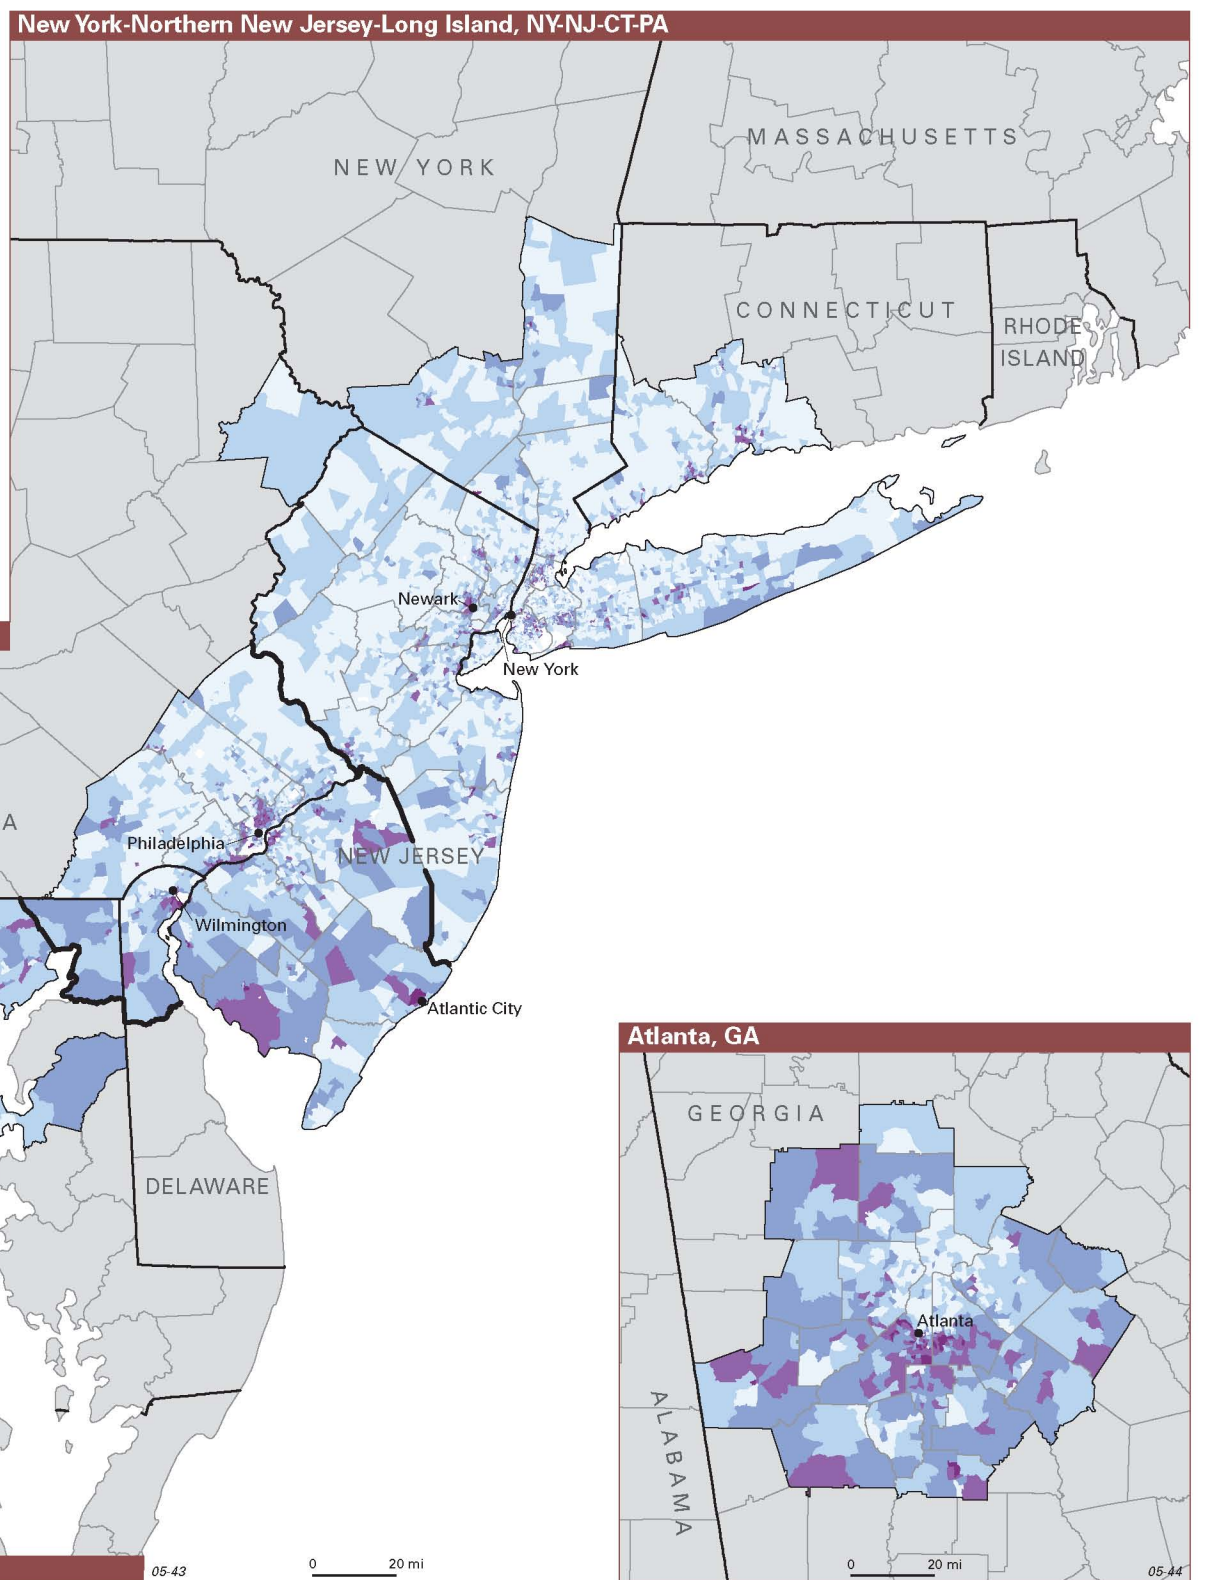 New York-Northern New Jersey-Long Island, NY-NJ-CT-PA
MASSACHUSETTS
NEW YORK
CONNECTICUT
RHODE
ISLAND
Newark
New York
A
Philadelphia
NEW JERSEY
Wilmington
Atlantic City
DELAWARE
0 20 mi
05-43
Atlanta, GA
GEORGIA
Atlanta
ALABAMA
0 20 mi
05-44